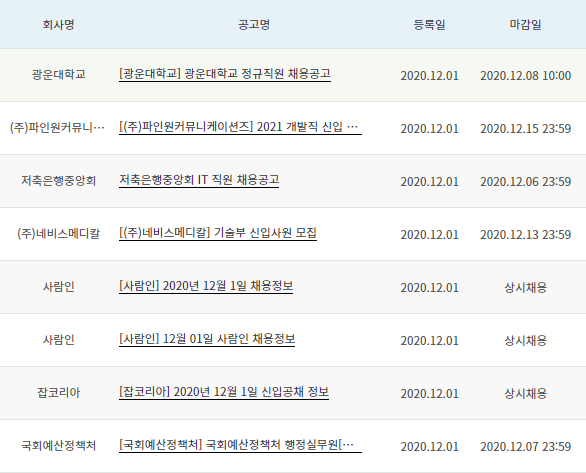 회사명 공고명 등록일 마감일
광운대학교 [광운대학교] 광운대학교 정규직원 채용공고 2020.12.01 2020.12.08 10:00
(주)파인원커뮤니… [(주)파인원커뮤니케이션즈] 2021 개발직 신입 … 2020.12.01 2020.12.15 23:59
저축은행중앙회 저축은행중앙회 IT 직원 채용공고 2020.12.01 2020.12.06 23:59
(주)네비스메디칼 [(주)네비스메디칼] 기술부 신입사원 모집 2020.12.01 2020.12.13 23:59
사람인 [사람인] 2020년 12월 1일 채용정보 2020.12.01 상시채용
사람인 [사람인] 12월 01일 사람인 채용정보 2020.12.01 상시채용
잡코리아 [잡코리아] 2020년 12월 1일 신입공채 정보 2020.12.01 상시채용
국회예산정책처 [국회예산정책처] 국회예산정책처 행정실무원[… 2020.12.01 2020.12.07 23:59